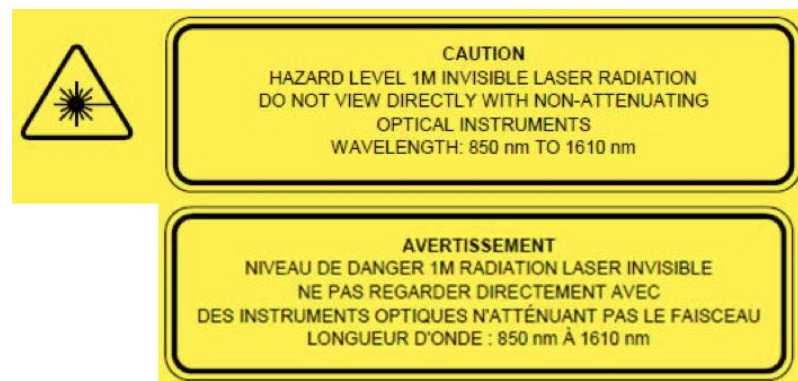 CAUTION
HAZARD LEVEL 1M INVISIBLE LASER RADIATION
DO NOT VIEW DIRECTLY WITH NON-ATTENUATING
OPTICAL INSTRUMENTS
WAVELENGTH: 850 nm TO 1610 nm
AVERTISSEMENT
NIVEAU DE DANGER 1M RADIATION LASER INVISIBLE
NE PAS REGARDER DIRECTEMENT AVEC
DES INSTRUMENTS OPTIQUES N'ATTÉNUANT PAS LE FAISCEAU
LONGUEUR D'ONDE : 850 nm À 1610 nm